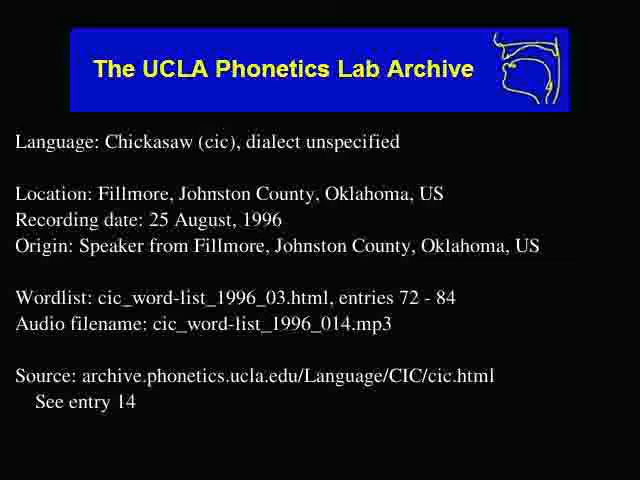 The UCLA Phonetics Lab Archive
Language: Chickasaw (cic), dialect unspecified
Location: Fillmore, Johnston County, Oklahoma, US
Recording date: 25 August, 1996
Origin: Speaker from Fillmore, Johnston County, Oklahoma, US
Wordlist: cic_word-list_1996_03.html, entries 72 - 84
Audio filename: cic_word-list_1996_014.mp3
Source: archive.phonetics.ucla.edu/Language/CIC/cic.html
See entry 14